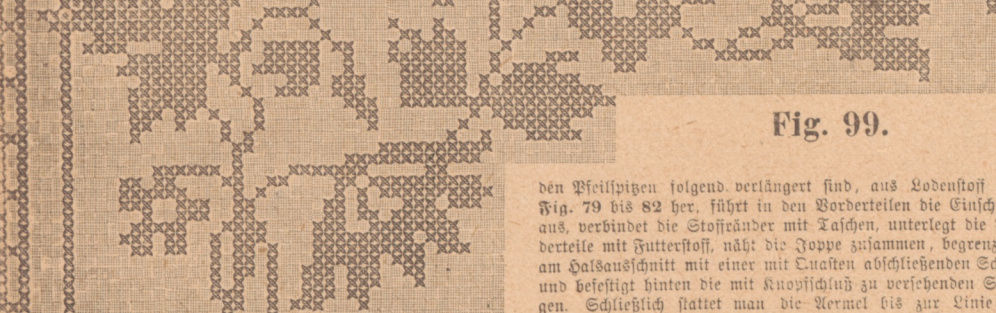 Fig. 99.
den Pfeilspitzen folgend verlängert sind, aus Lodenstoff
Fig. 79 bis 82 her, führt in den Vorderteilen die Einsch
aus, verbindet die Stoffränder mit Taschen, unterlegt die
derteile mit Futterstoff, näht die Joppe zusammen, begrenz
am Halsausschnitt mit einer mit Quasten abschließenden Sc
und befestigt hinten die mit Knopfschluß zu versehenden S
gen. Schließlich stattet man die Aermel bis zur Linie